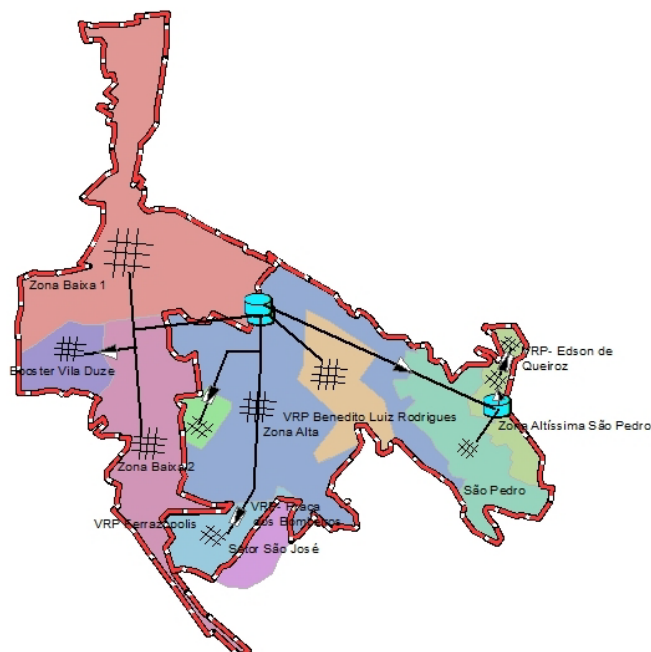 Zona Baixa 1
VRP- Edson de
Queiroz
Booster Vila Duze
VRP Benedito Luiz Rodrigues
Zona Altíssima São Pedro
Zona Alta
Zona Baixa 2
São Pedro
VRP- Praça
dos Bombeiros
VRP Ferrazópolis
Setor São José